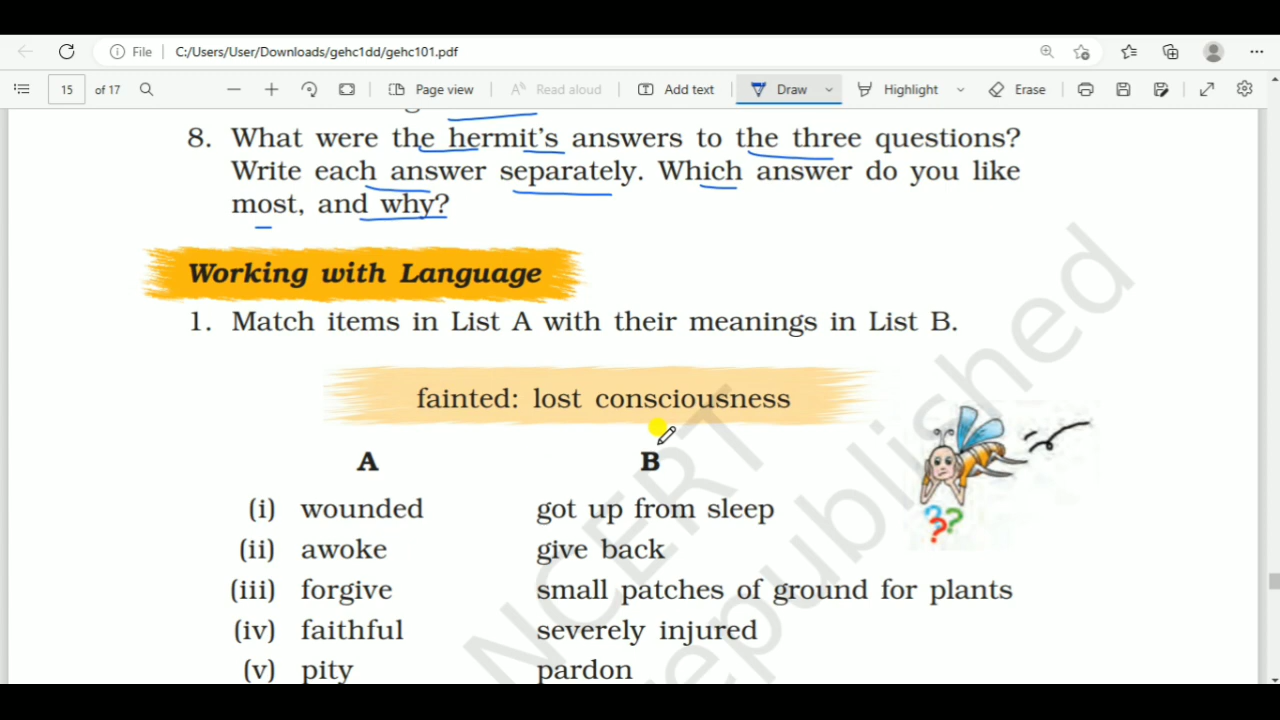 File C:/Users/User/Downloads/gehc1dd/gehc101.pdf
15 of 17 Page view Read aloud Add text Draw Highlight Erase
8. What were the hermit's answers to the three questions?
Write each answer separately. Which answer do you like
most, and why?
Working with Language
1. Match items in List A with their meanings in List B.
fainted: lost consciousness
A B
(i) wounded got up from sleep
(ii) awoke give back
(iii) forgive small patches of ground for plants
(iv) faithful severely injured
(v) pity pardon
??
NCERT
republished